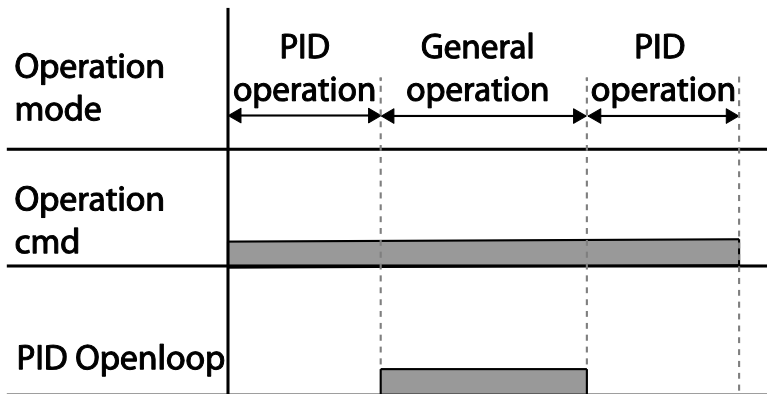 PID General PID
Operation operation operation operation
mode
Operation
cmd
PID Openloop